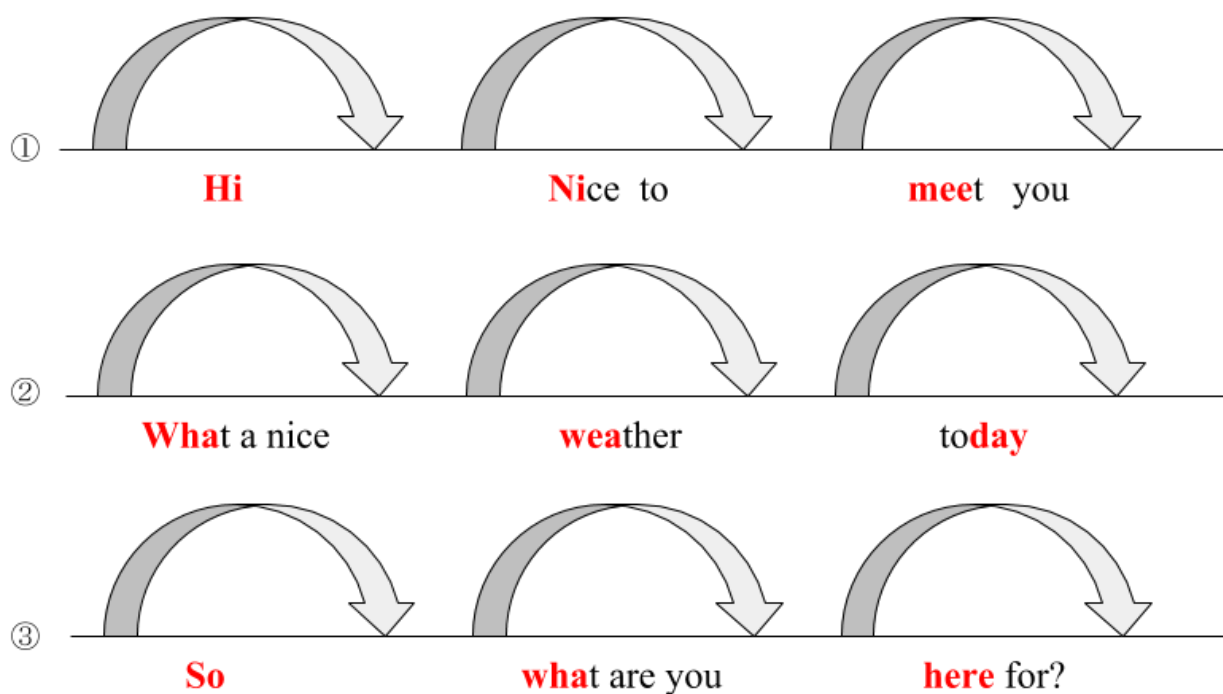 ① Hi Nice to meet you
② What a nice weather today
③ So what are you here for?